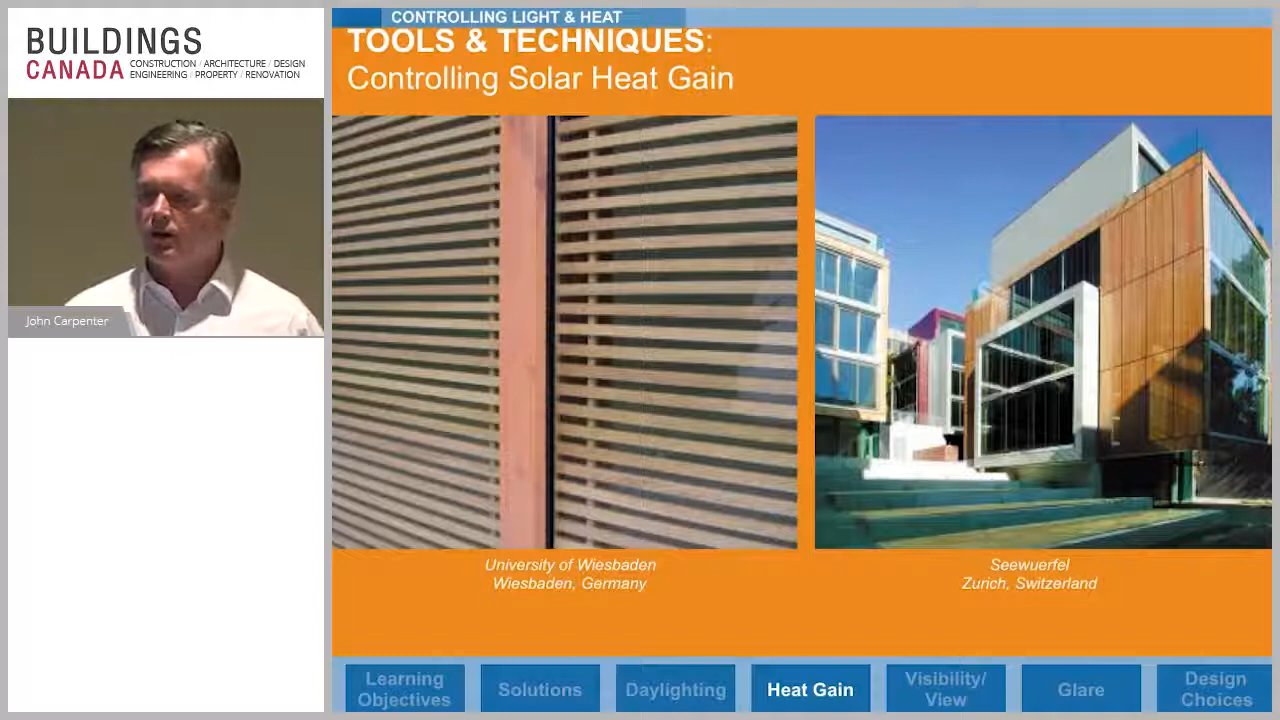 BUILDINGS
CANADA CONSTRUCTION / ARCHITECTURE / DESIGN
ENGINEERING / PROPERTY / RENOVATION
John Carpenter
CONTROLLING LIGHT & HEAT
TOOLS & TECHNIQUES:
Controlling Solar Heat Gain
University of Wiesbaden
Wiesbaden, Germany
Seewuerfel
Zurich, Switzerland
Learning
Objectives
Solutions
Daylighting
Heat Gain
Visibility/
View
Glare
Design
Choices